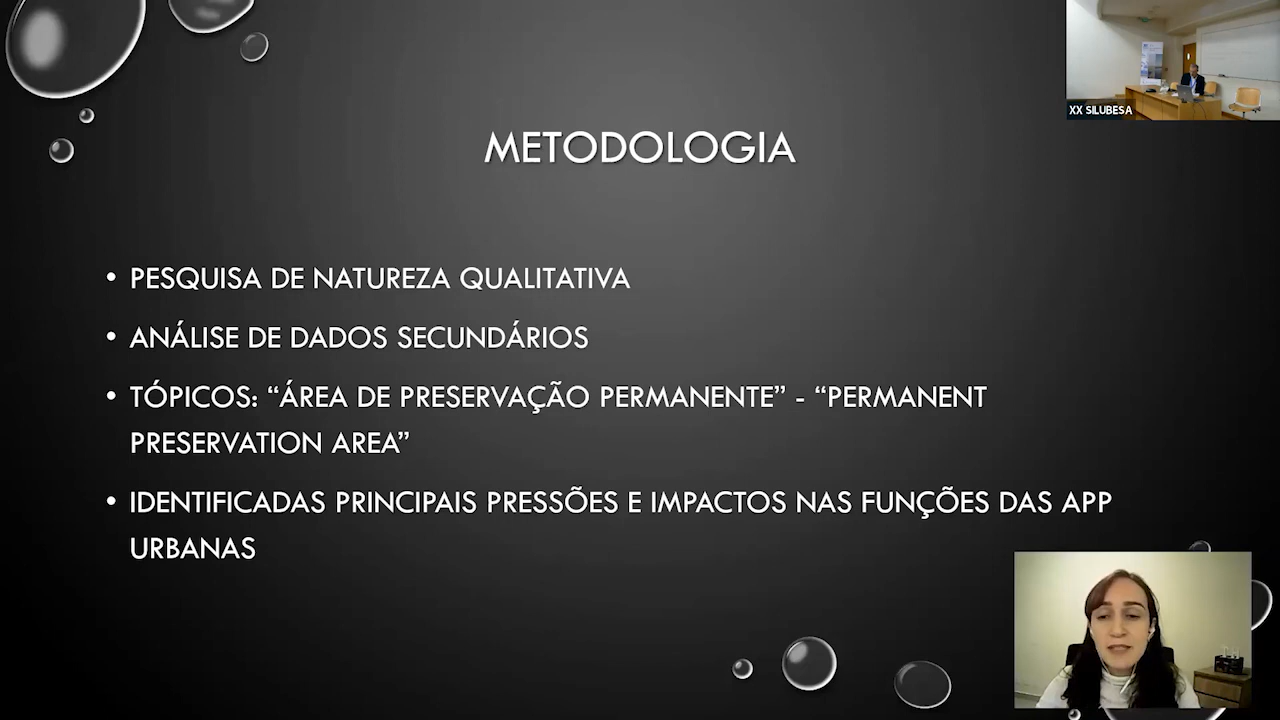 XX SILUBESA
METODOLOGIA
• PESQUISA DE NATUREZA QUALITATIVA
• ANÁLISE DE DADOS SECUNDÁRIOS
• TÓPICOS: “ÁREA DE PRESERVAÇÃO PERMANENTE” - “PERMANENT
PRESERVATION AREA”
• IDENTIFICADAS PRINCIPAIS PRESSÕES E IMPACTOS NAS FUNÇÕES DAS APP
URBANAS